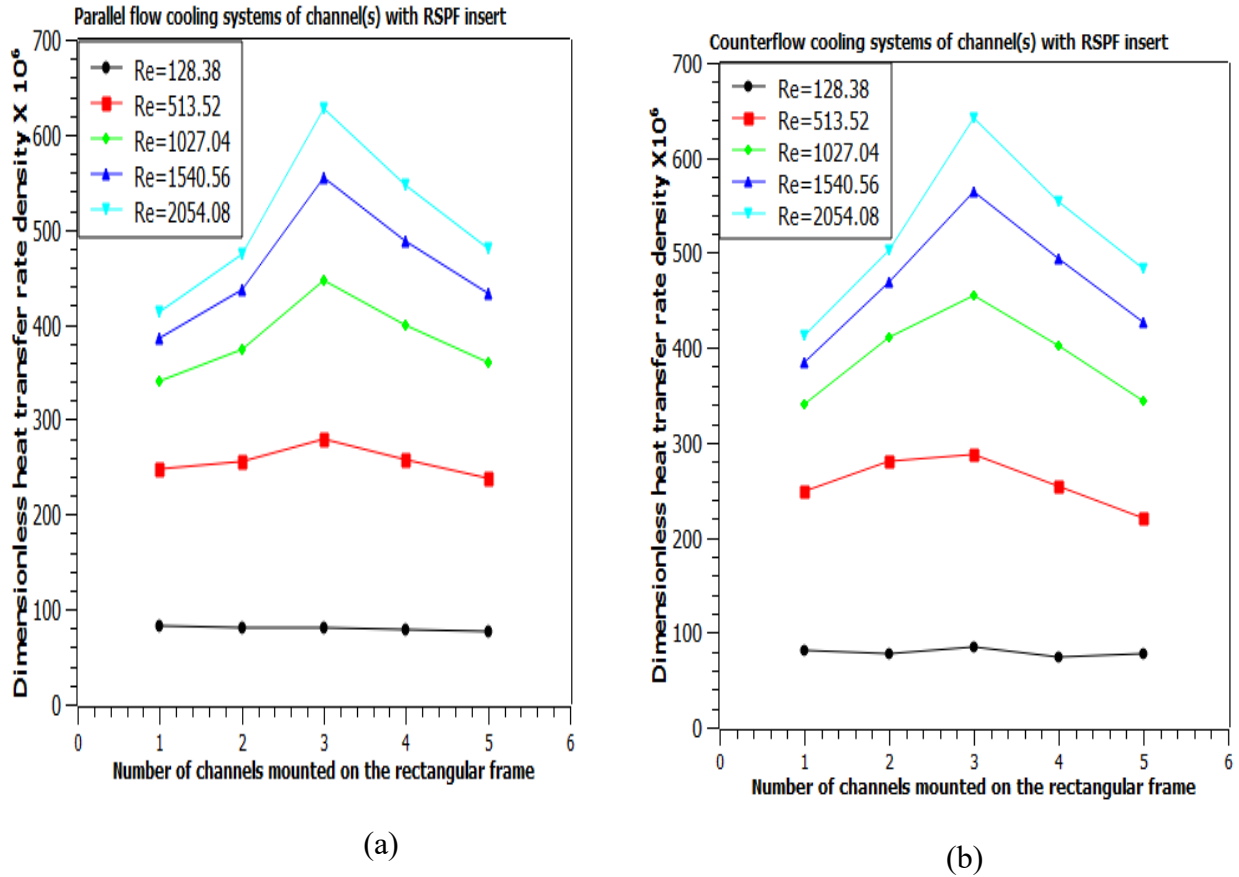 Parallel flow cooling systems of channel(s) with RSPF insert
Dimensionless heat transfer rate density X 10⁶
700
600
500
400
300
200
100
0
Re=128.38
Re=513.52
Re=1027.04
Re=1540.56
Re=2054.08
0 1 2 3 4 5 6
Number of channels mounted on the rectangular frame
(a)
Counterflow cooling systems of channel(s) with RSPF insert
Dimensionless heat transfer rate density X10⁶
700
600
500
400
300
200
100
0
Re=128.38
Re=513.52
Re=1027.04
Re=1540.56
Re=2054.08
0 1 2 3 4 5 6
Number of channels mounted on the rectangular frame
(b)